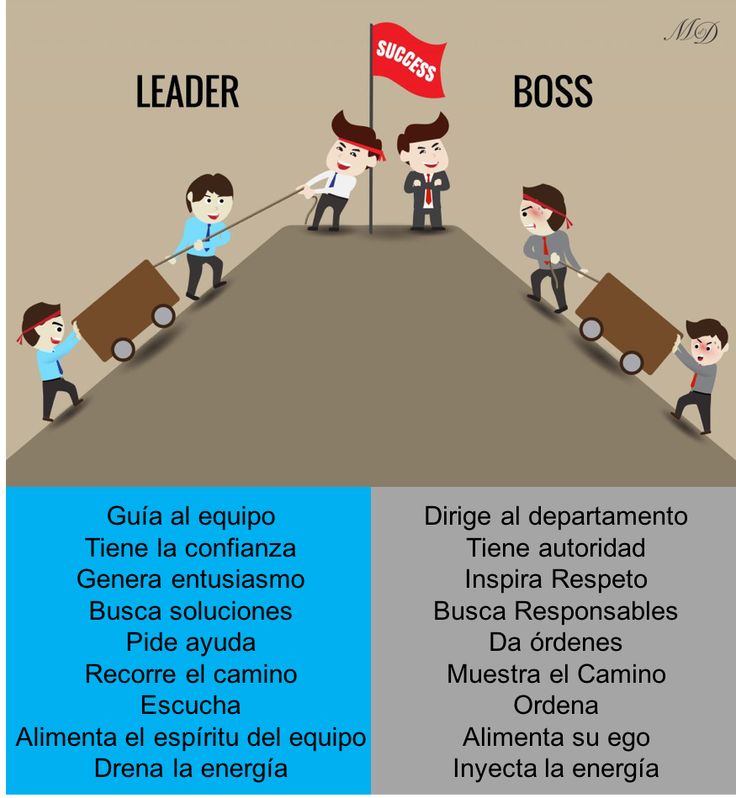 M&D
SUCCESS
LEADER
BOSS
Guía al equipo
Tiene la confianza
Genera entusiasmo
Busca soluciones
Pide ayuda
Recorre el camino
Escucha
Alimenta el espíritu del equipo
Drena la energía
Dirige al departamento
Tiene autoridad
Inspira Respeto
Busca Responsables
Da órdenes
Muestra el Camino
Ordena
Alimenta su ego
Inyecta la energía